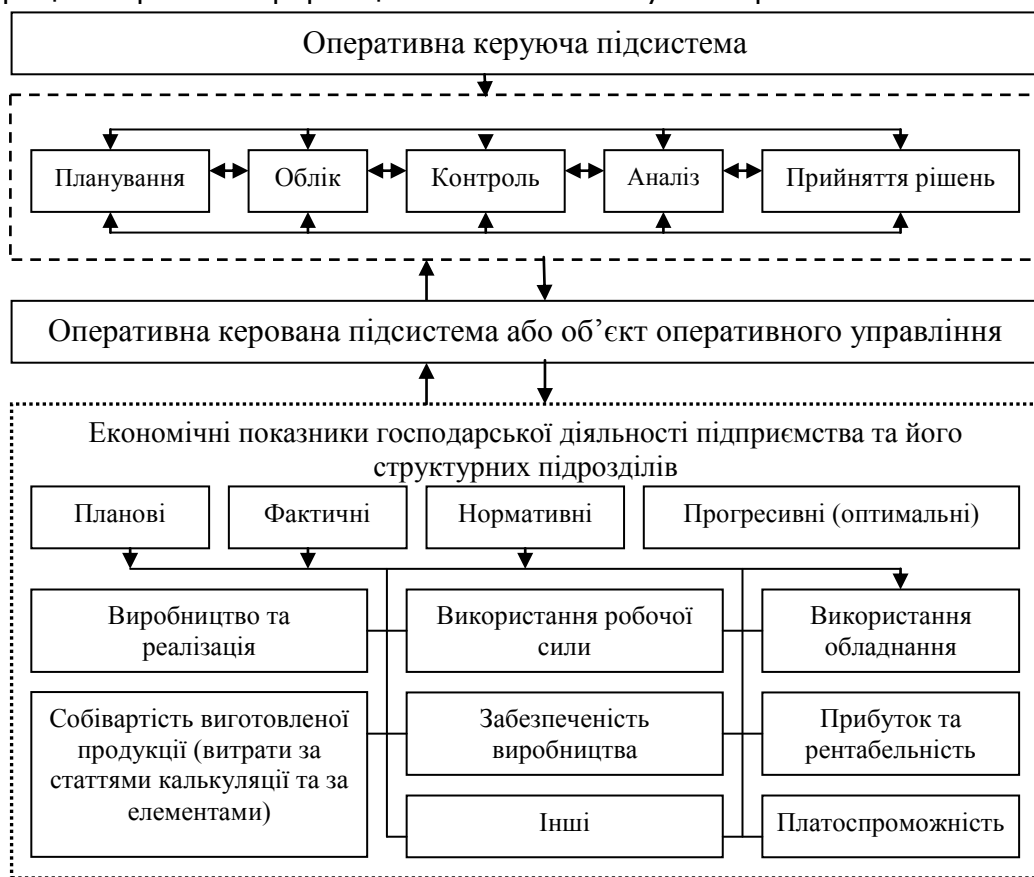 Оперативна керуюча підсистема
Планування
Облік
Контроль
Аналіз
Прийняття рішень
Оперативна керована підсистема або об’єкт оперативного управління
Економічні показники господарської діяльності підприємства та його
структурних підрозділів
Планові
Фактичні
Нормативні
Прогресивні (оптимальні)
Виробництво та
реалізація
Використання робочої
сили
Використання
обладнання
Собівартість виготовленої
продукції (витрати за
статтями калькуляції та за
елементами)
Забезпеченість
виробництва
Прибуток та
рентабельність
Інші
Платоспроможність